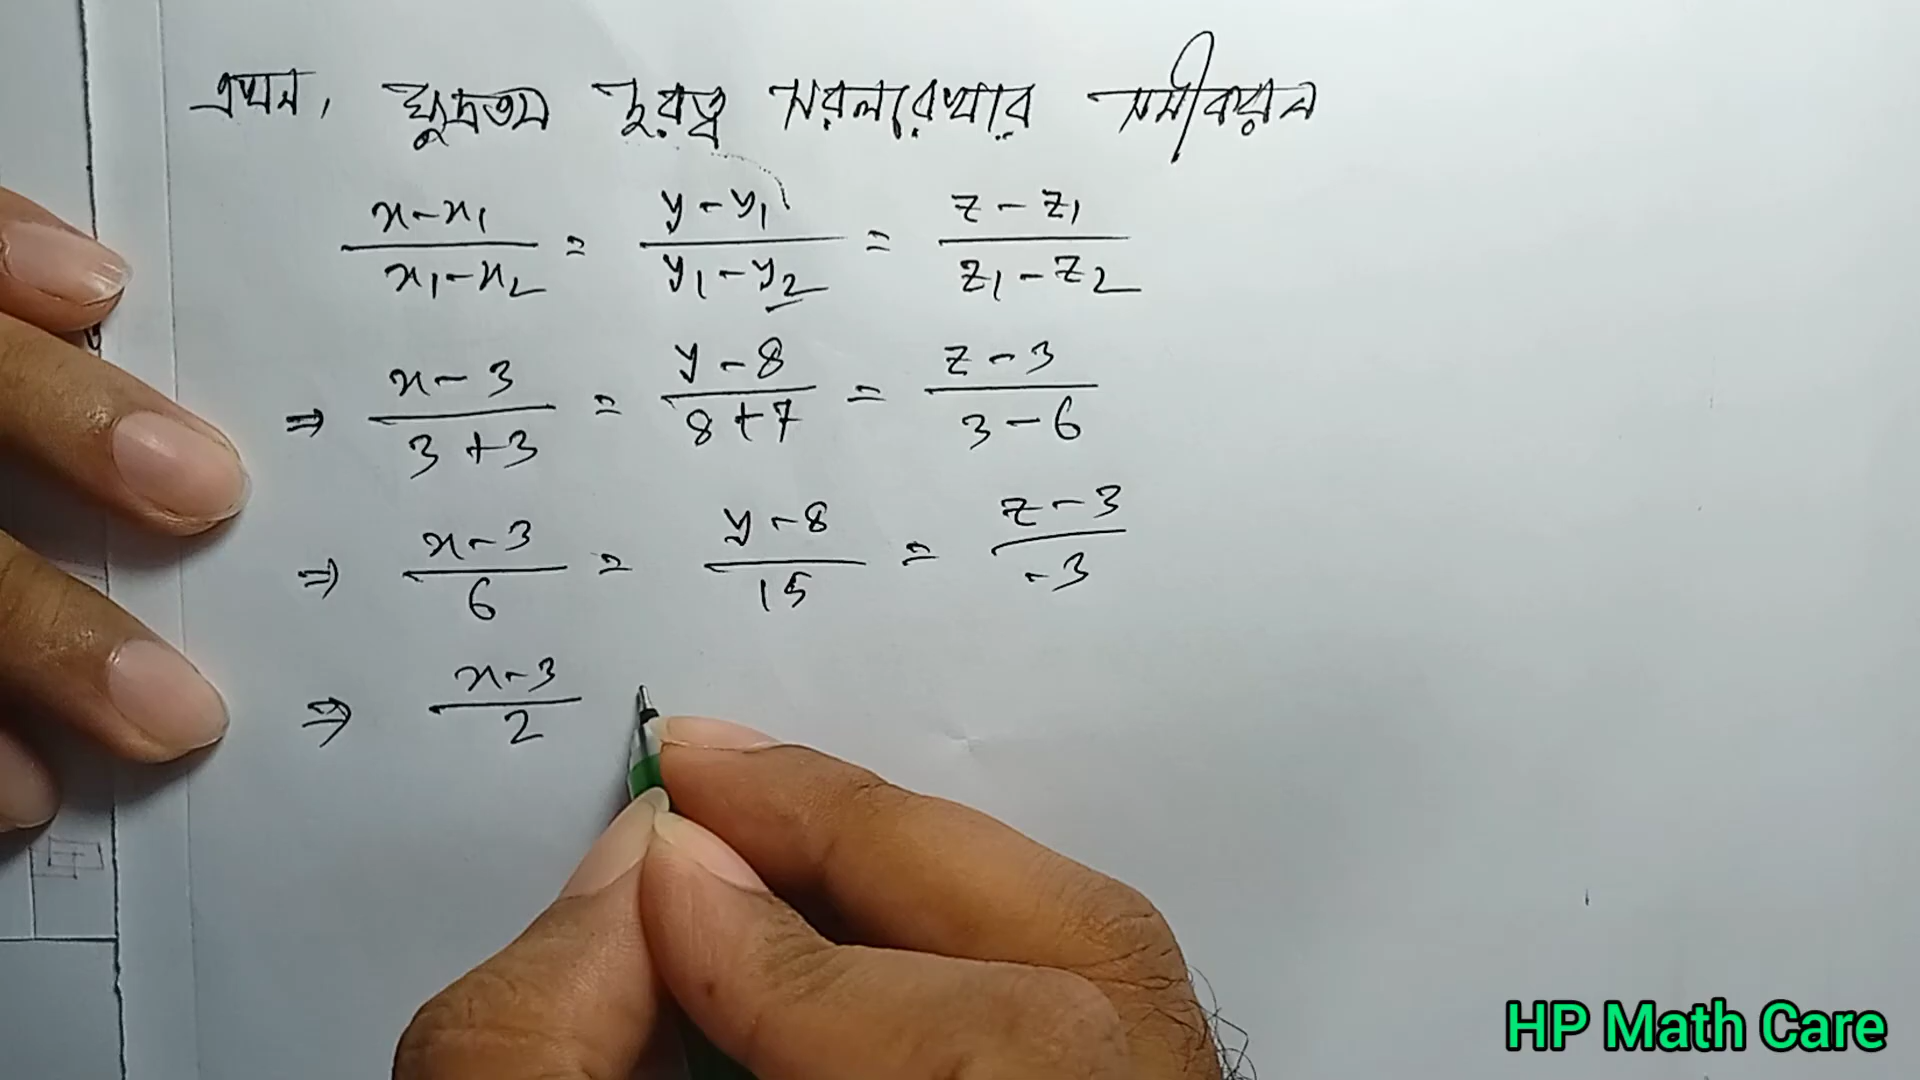 এখন, ক্ষুদ্রতম দূরত্ব সরলরেখার সমীকরন
x-x₁/x₁-x₂ = y-y₁/y₁-y₂ = z-z₁/z₁-z₂
⇒ x-3/3+3 = y-8/8+7 = z-3/3-6
⇒ x-3/6 = y-8/15 = z-3/-3
⇒ x-3/2
HP Math Care